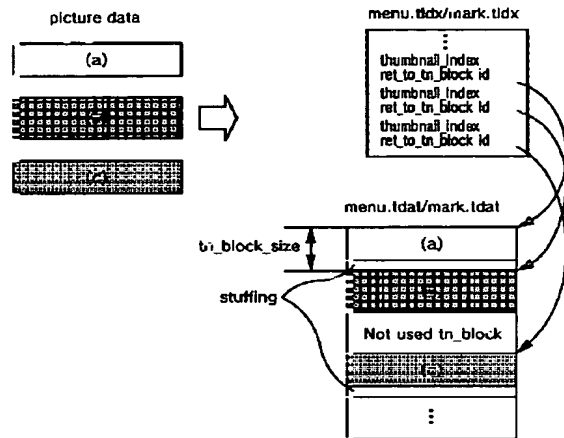 picture data
(a)
menu.tidx/mark.tidx
thumbnail_index
ref_to_tn_block id
thumbnail_index
ref_to_tn_block id
thumbnail_index
ref_to_tn_block id
menu.tdat/mark.tdat
tn_block_size
(a)
stuffing
Not used tn_block